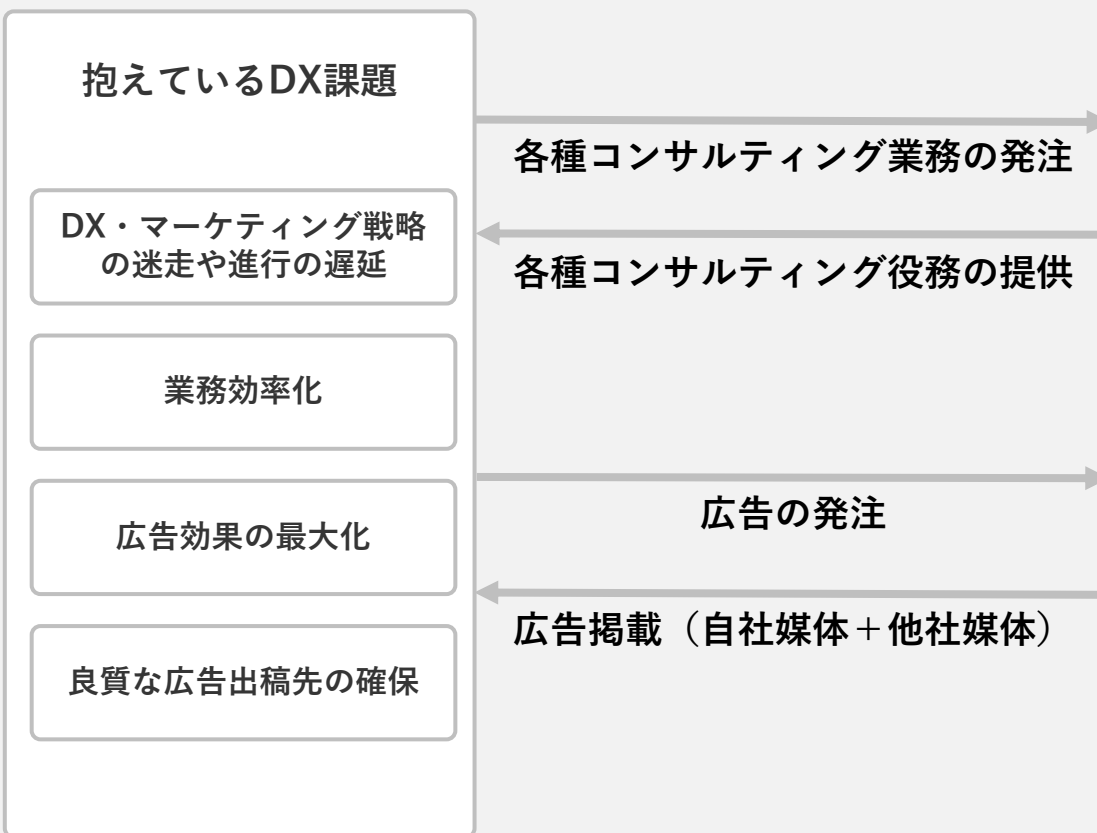 抱えているDX課題
DX・マーケティング戦略
の迷走や進行の遅延
業務効率化
広告効果の最大化
良質な広告出稿先の確保
各種コンサルティング業務の発注
各種コンサルティング役務の提供
広告の発注
広告掲載（自社媒体＋他社媒体）